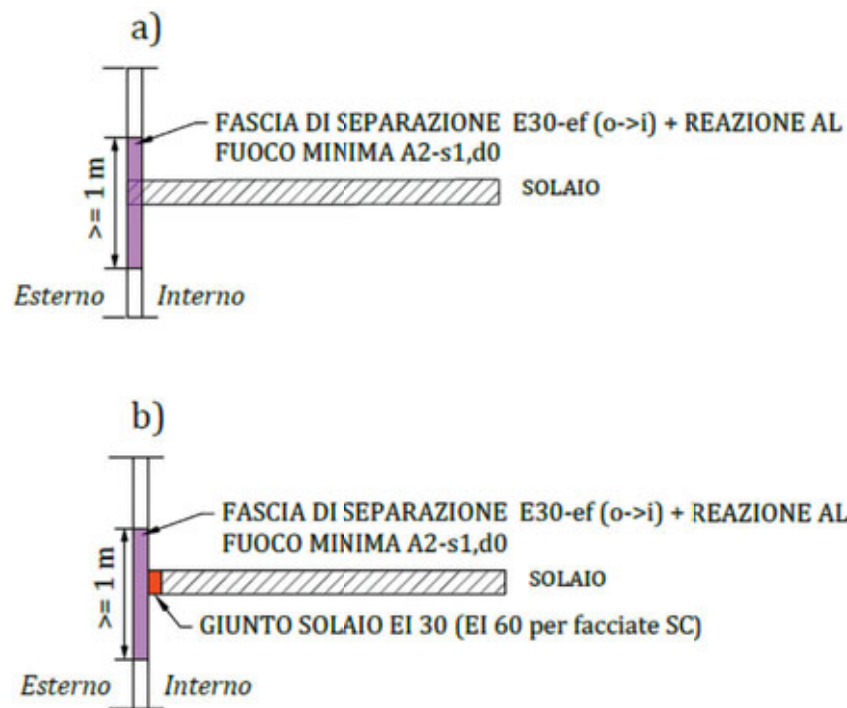 a)
FASCIA DI SEPARAZIONE E30-ef (o->i) + REAZIONE AL
FUOCO MINIMA A2-s1,d0
SOLAIO
>= 1 m
Esterno
Interno
b)
FASCIA DI SEPARAZIONE E30-ef (o->i) + REAZIONE AL
FUOCO MINIMA A2-s1,d0
SOLAIO
>= 1 m
GIUNTO SOLAIO EI 30 (EI 60 per facciate SC)
Esterno
Interno